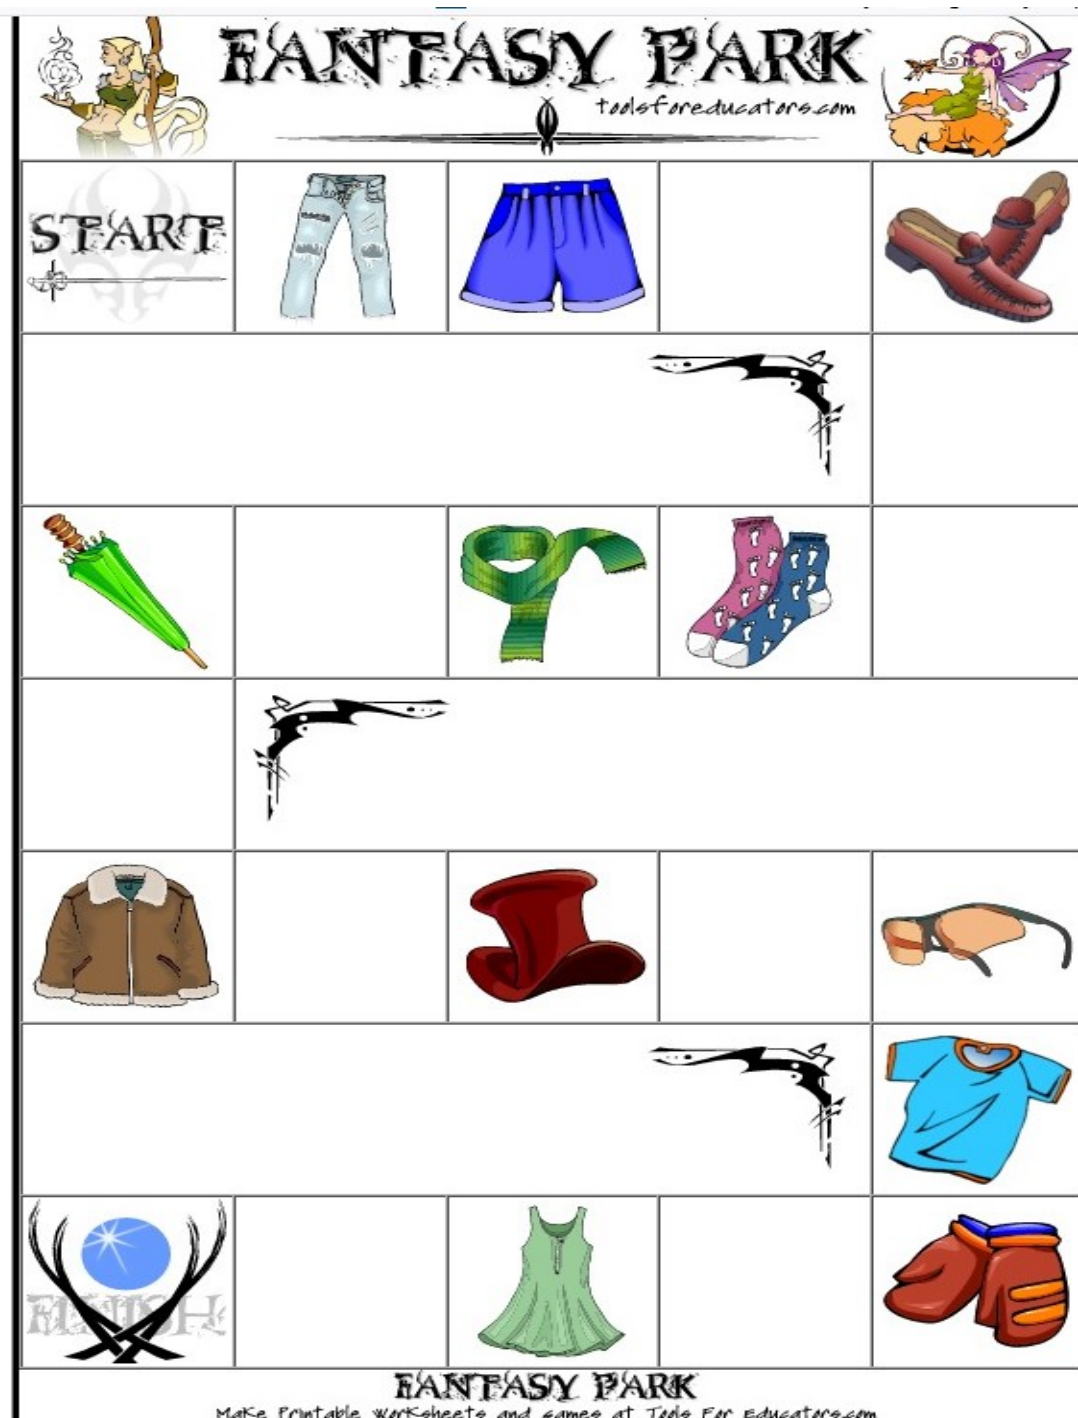 FANTASY PARK
toolsforeducators.com
START
FINISH
FANTASY PARK
Make Printable Worksheets and Games at Tools For Educators.com